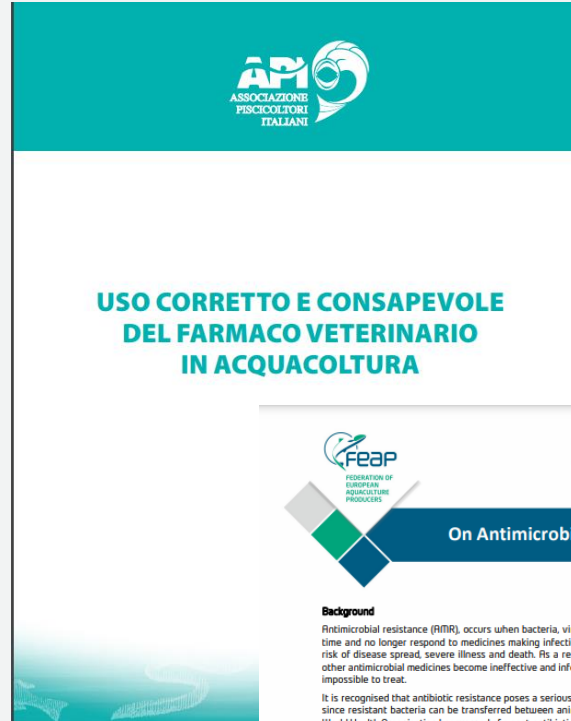 API
ASSOCIAZIONE
PISCICOLTORI
ITALIANI
USO CORRETTO E CONSAPEVOLE
DEL FARMACO VETERINARIO
IN ACQUACOLTURA
FEAP
FEDERATION OF
EUROPEAN
AQUACULTURE
PRODUCERS
On Antimicrobi
Background
Antimicrobial resistance (AMR), occurs when bacteria, vi
time and no longer respond to medicines making infecti
risk of disease spread, severe illness and death. As a re
other antimicrobial medicines become ineffective and inf
impossible to treat.
It is recognised that antibiotic resistance poses a serious
since resistant bacteria can be transferred between ani